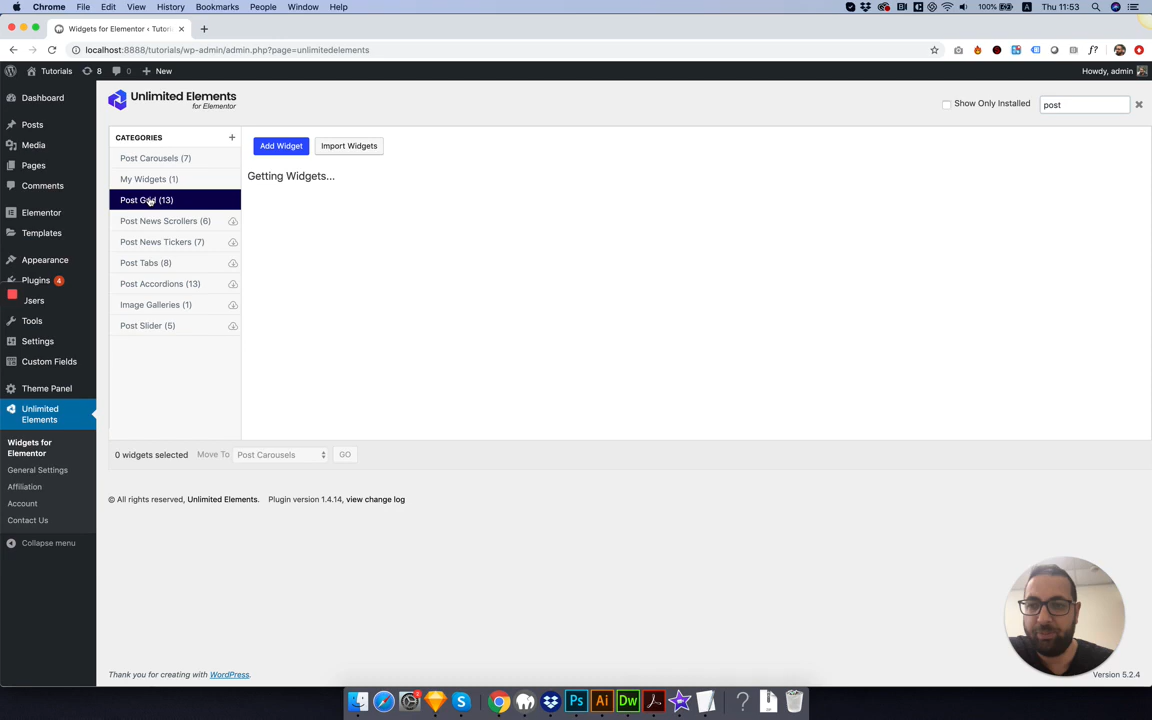 Chrome File Edit View History Bookmarks People Window Help
100% Thu 11:53
Widgets for Elementor ‹ Tutor
localhost:8888/tutorials/wp-admin/admin.php?page=unlimitedelements
f?
Tutorials 8 0 New
Howdy, admin
Dashboard
Posts
Media
Pages
Comments
Elementor
Templates
Appearance
Plugins 4
Jsers
Tools
Settings
Custom Fields
Theme Panel
Unlimited
Elements
Widgets for
Elementor
General Settings
Affiliation
Account
Contact Us
Collapse menu
Unlimited Elements
for Elementor
Show Only Installed
post
CATEGORIES +
Post Carousels (7)
My Widgets (1)
Post Grid (13)
Post News Scrollers (6)
Post News Tickers (7)
Post Tabs (8)
Post Accordions (13)
Image Galleries (1)
Post Slider (5)
Add Widget
Import Widgets
Getting Widgets...
0 widgets selected Move To Post Carousels GO
© All rights reserved, Unlimited Elements. Plugin version 1.4.14, view change log
Thank you for creating with WordPress.
Version 5.2.4
Ps Ai Dw ? ZIP